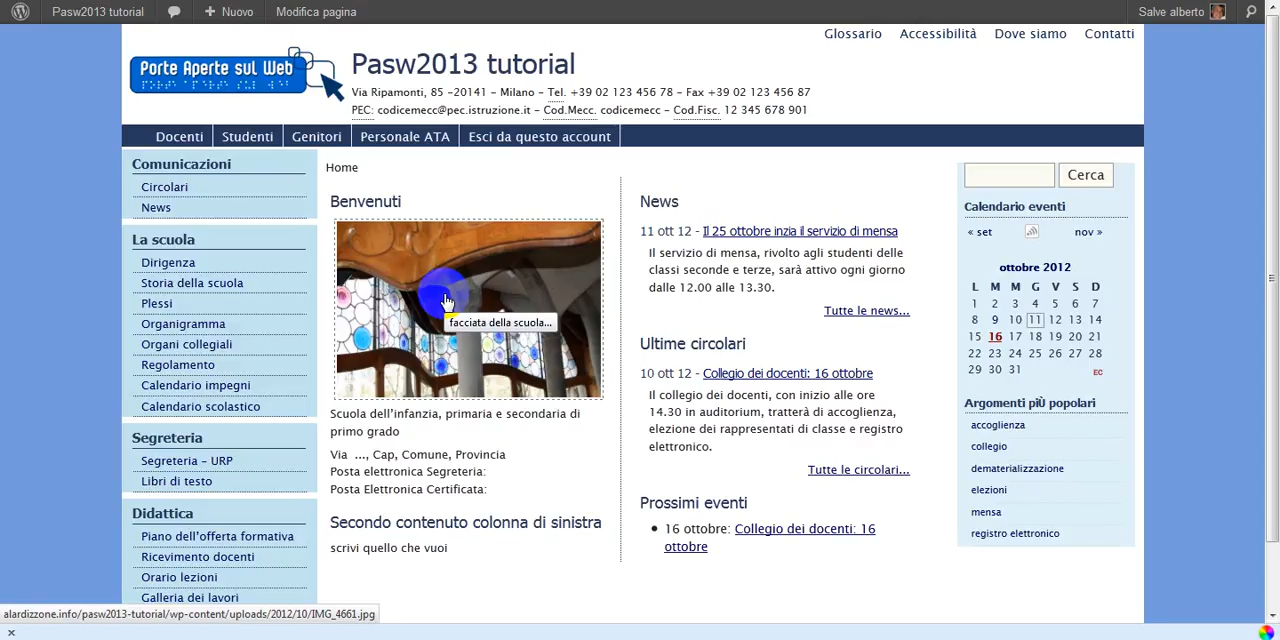 Pasw2013 tutorial
Nuovo
Modifica pagina
Salve alberto
Glossario
Accessibilità
Dove siamo
Contatti
Porte Aperte sul Web
Pasw2013 tutorial
Via Ripamonti, 85 -20141 - Milano - Tel. +39 02 123 456 78 - Fax +39 02 123 456 87
PEC: codicemecc@pec.istruzione.it - Cod.Mecc. codicemecc - Cod.Fisc. 12 345 678 901
Docenti
Studenti
Genitori
Personale ATA
Esci da questo account
Comunicazioni
Circolari
News
La scuola
Dirigenza
Storia della scuola
Plessi
Organigramma
Organi collegiali
Regolamento
Calendario impegni
Calendario scolastico
Segreteria
Segreteria – URP
Libri di testo
Didattica
Piano dell'offerta formativa
Ricevimento docenti
Orario lezioni
Galleria dei lavori
Home
Benvenuti
facciata della scuola...
Scuola dell'infanzia, primaria e secondaria di
primo grado
Via ..., Cap, Comune, Provincia
Posta elettronica Segreteria:
Posta Elettronica Certificata:
Secondo contenuto colonna di sinistra
scrivi quello che vuoi
News
11 ott 12 - Il 25 ottobre inzia il servizio di mensa
Il servizio di mensa, rivolto agli studenti delle
classi seconde e terze, sarà attivo ogni giorno
dalle 12.00 alle 13.30.
Tutte le news...
Ultime circolari
10 ott 12 - Collegio dei docenti: 16 ottobre
Il collegio docenti, con inizio alle ore
14.30 in auditorium, tratterà di accoglienza,
elezione dei rappresentati di classe e registro
elettronico.
Tutte le circolari...
Prossimi eventi
16 ottobre: Collegio dei docenti: 16
ottobre
Cerca
Calendario eventi
« set
nov »
ottobre 2012
L M M G V S D
1 2 3 4 5 6 7
8 9 10 11 12 13 14
15 16 17 18 19 20 21
22 23 24 25 26 27 28
29 30 31
EC
Argomenti piÙ popolari
accoglienza
collegio
dematerializzazione
elezioni
mensa
registro elettronico
alardizzone.info/pasw2013-tutorial/wp-content/uploads/2012/10/IMG_4661.jpg